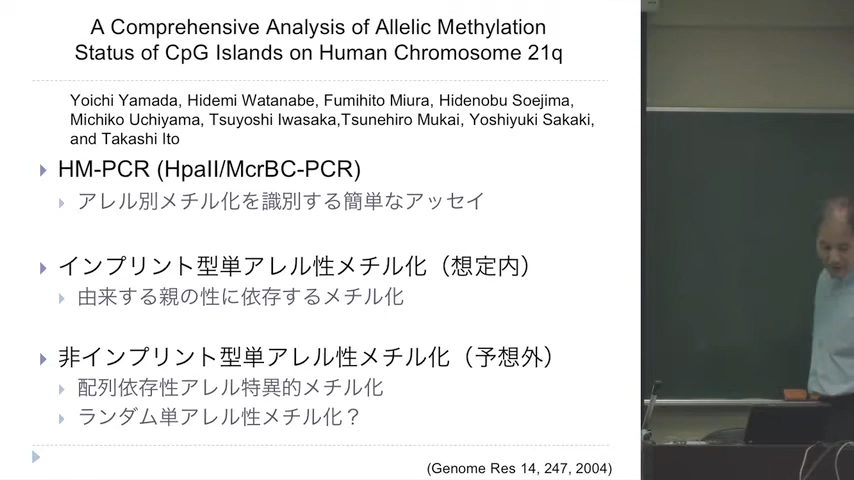 A Comprehensive Analysis of Allelic Methylation
Status of CpG Islands on Human Chromosome 21q
Yoichi Yamada, Hidemi Watanabe, Fumihito Miura, Hidenobu Soejima,
Michiko Uchiyama, Tsuyoshi Iwasaka,Tsunehiro Mukai, Yoshiyuki Sakaki,
and Takashi Ito
HM-PCR (HpaII/McrBC-PCR)
アレル別メチル化を識別する簡単なアッセイ
インプリント型単アレル性メチル化（想定内）
由来する親の性に依存するメチル化
非インプリント型単アレル性メチル化（予想外）
配列依存性アレル特異的メチル化
ランダム単アレル性メチル化？
(Genome Res 14, 247, 2004)